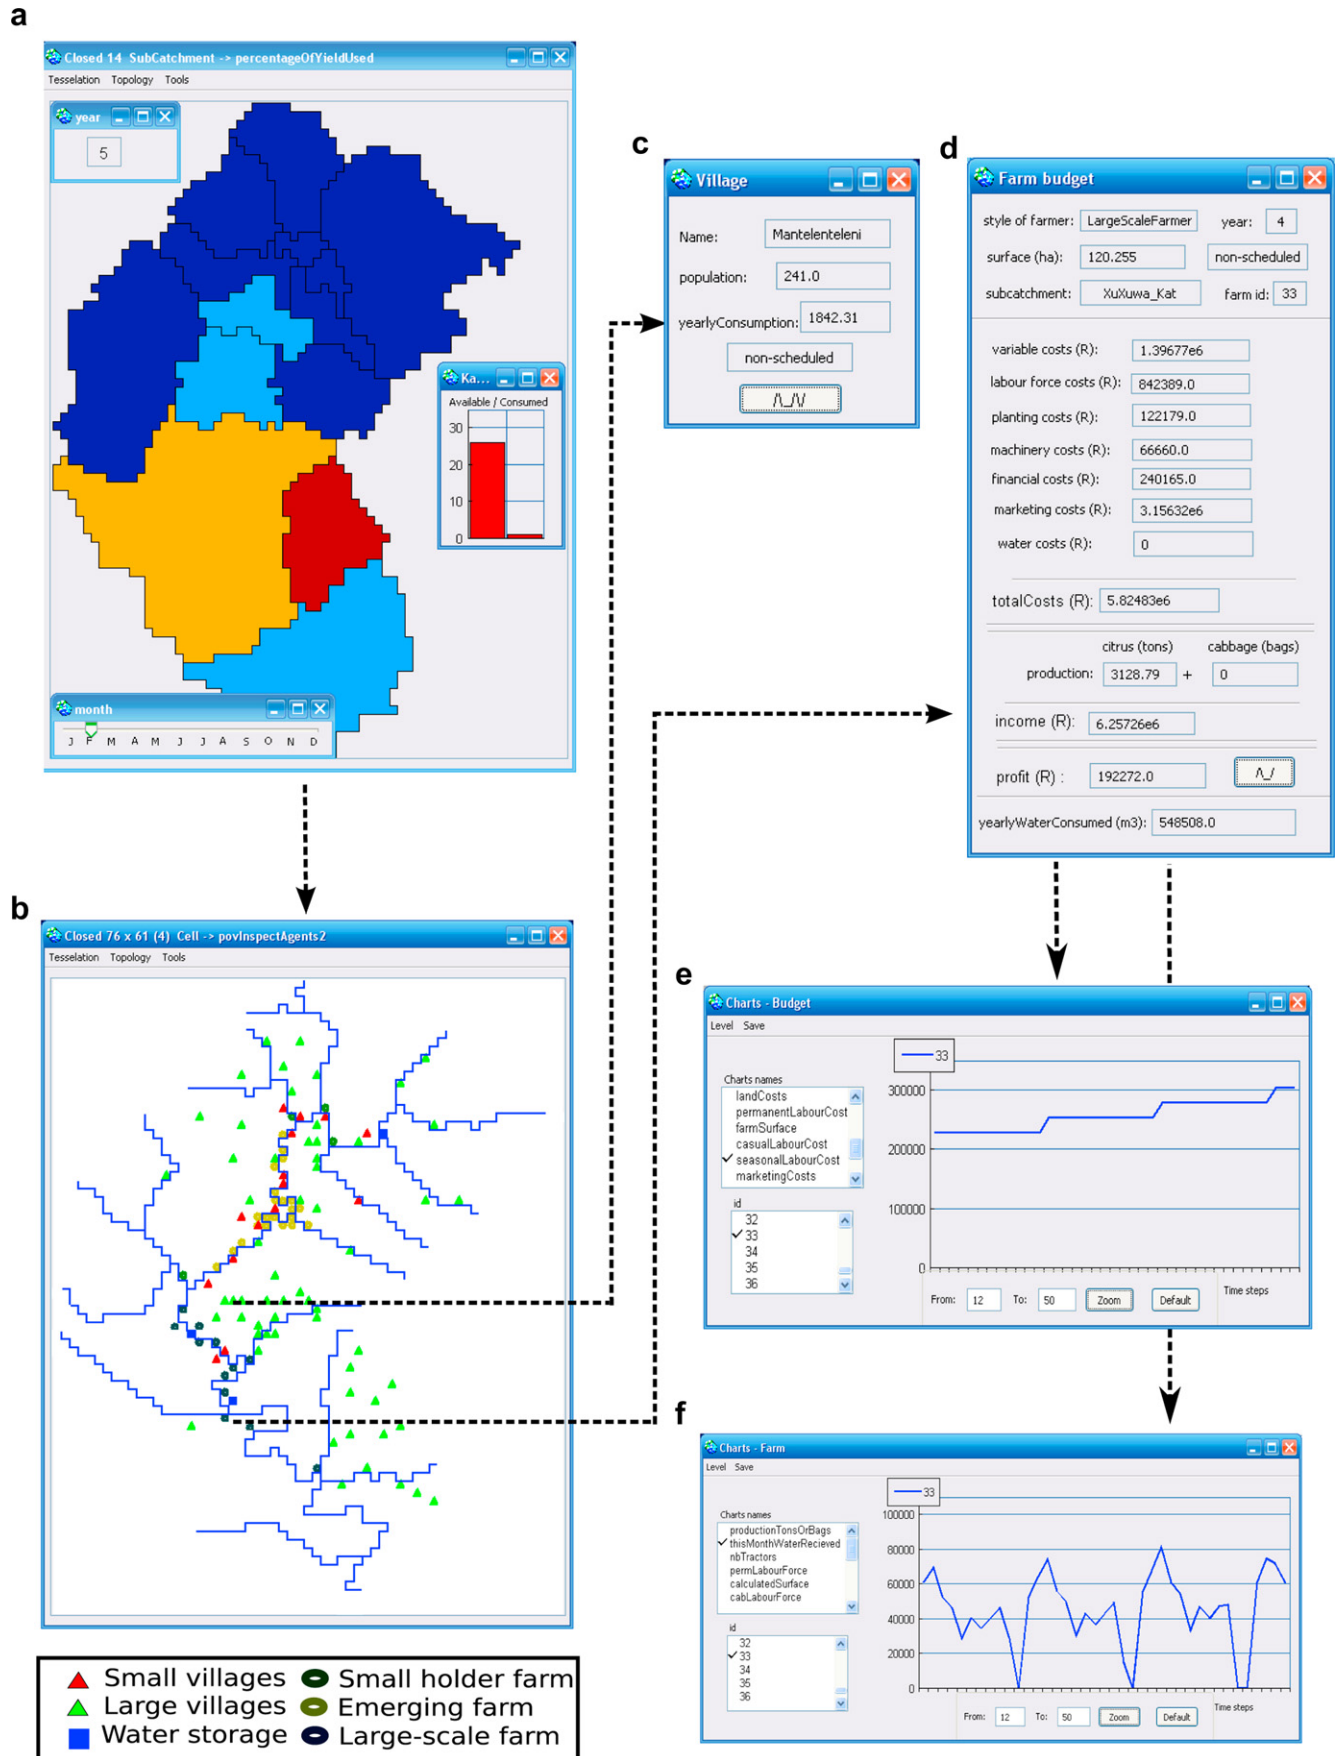 a
Closed 14 SubCatchment -> percentageOfYieldUsed
Tesselation Topology Tools
year
5
Ka...
Available / Consumed
30
20
10
0
month
J F M A M J J A S O N D
b
Closed 76 x 61 (4) Cell -> povInspectAgents2
Tesselation Topology Tools
Small villages
Large villages
Water storage
Small holder farm
Emerging farm
Large-scale farm
c
Village
Name: Mantelenteleni
population: 241.0
yearlyConsumption: 1842.31
non-scheduled
/\_/\/
d
Farm budget
style of farmer: LargeScaleFarmer year: 4
surface (ha): 120.255 non-scheduled
subcatchment: XuXuwa_Kat farm id: 33
variable costs (R): 1.39677e6
labour force costs (R): 842389.0
planting costs (R): 122179.0
machinery costs (R): 66660.0
financial costs (R): 240165.0
marketing costs (R): 3.15632e6
water costs (R): 0
totalCosts (R): 5.82483e6
citrus (tons) cabbage (bags)
production: 3128.79 + 0
income (R): 6.25726e6
profit (R) : 192272.0 /\_/
yearlyWaterConsumed (m3): 548508.0
e
Charts - Budget
Level Save
Charts names
landCosts
permanentLabourCost
farmSurface
casualLabourCost
seasonalLabourCost
marketingCosts
id
32
33
34
35
36
33
300000
200000
100000
0
From: 12 To: 50 Zoom Default Time steps
f
Charts - Farm
Level Save
Charts names
productionTonsOrBags
thisMonthWaterRecieved
nbTractors
permLabourForce
calculatedSurface
cabLabourForce
id
32
33
34
35
36
33
100000
80000
60000
40000
20000
0
From: 12 To: 50 Zoom Default Time steps